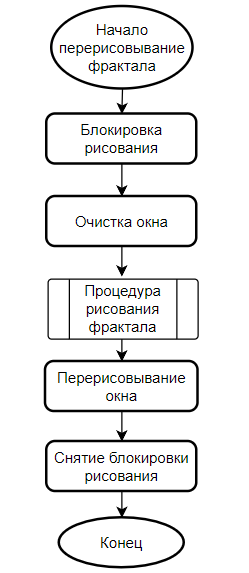 Начало
перерисовывание
фрактала
Блокировка
рисования
Очистка окна
Процедура
рисования
фрактала
Перерисовывание
окна
Снятие блокировки
рисования
Конец